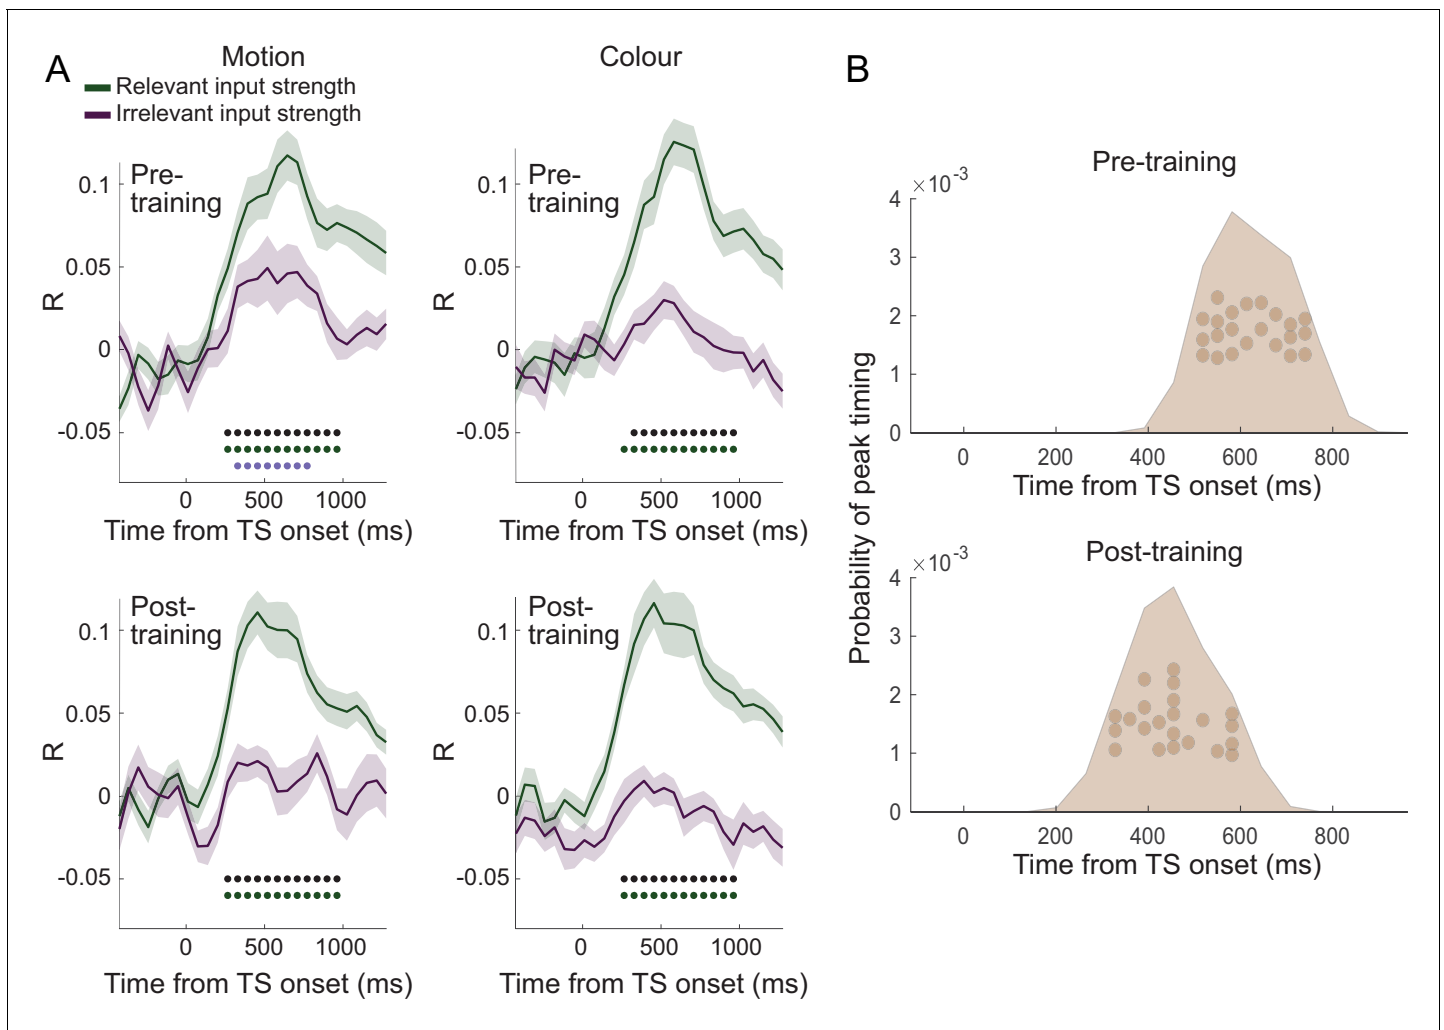 A
Motion
Colour
B
Relevant input strength
Irrelevant input strength
Pre-
training
0.1
0.05
0
-0.05
R
0 500 1000
Time from TS onset (ms)
Pre-
training
0.1
0.05
0
-0.05
R
0 500 1000
Time from TS onset (ms)
Post-
training
0.1
0.05
0
-0.05
R
0 500 1000
Time from TS onset (ms)
Post-
training
0.1
0.05
0
-0.05
R
0 500 1000
Time from TS onset (ms)
Probability of peak timing
Pre-training
×10⁻³
4
3
2
1
0
0 200 400 600 800
Time from TS onset (ms)
Post-training
×10⁻³
4
3
2
1
0
0 200 400 600 800
Time from TS onset (ms)